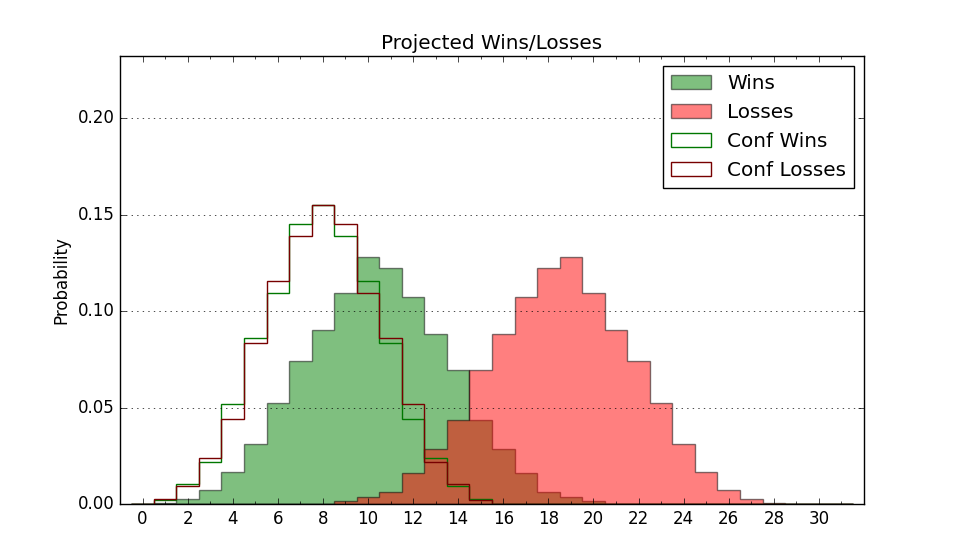 Projected Wins/Losses
Wins
Losses
Conf Wins
Conf Losses
Probability
0.20
0.15
0.10
0.05
0.00
0 2 4 6 8 10 12 14 16 18 20 22 24 26 28 30